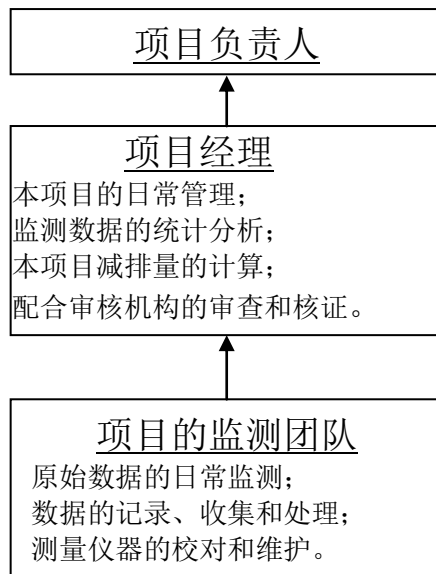 项目负责人
项目经理
本项目的日常管理；
监测数据的统计分析；
本项目减排量的计算；
配合审核机构的审查和核证。
项目的监测团队
原始数据的日常监测；
数据的记录、收集和处理；
测量仪器的校对和维护。